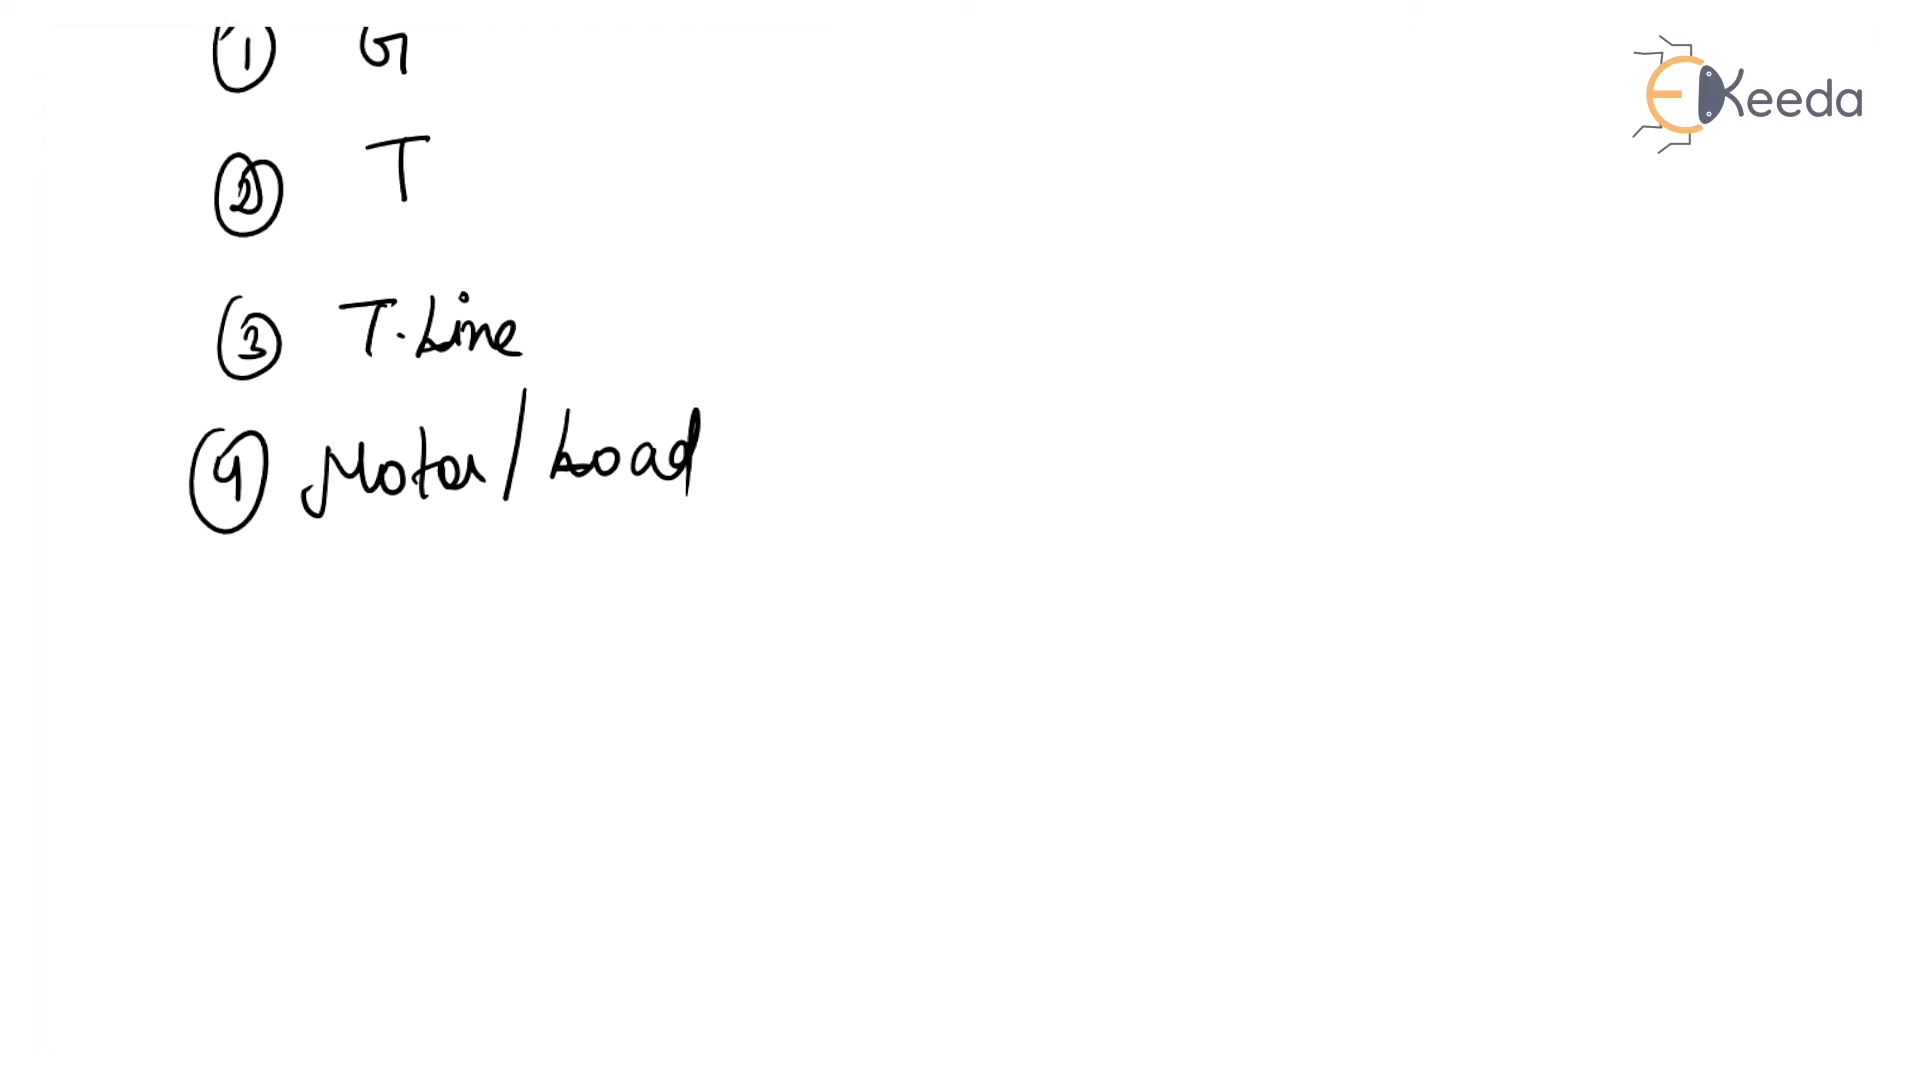 ① G
② T
③ T. Line
④ Motor/Load
EKeeda